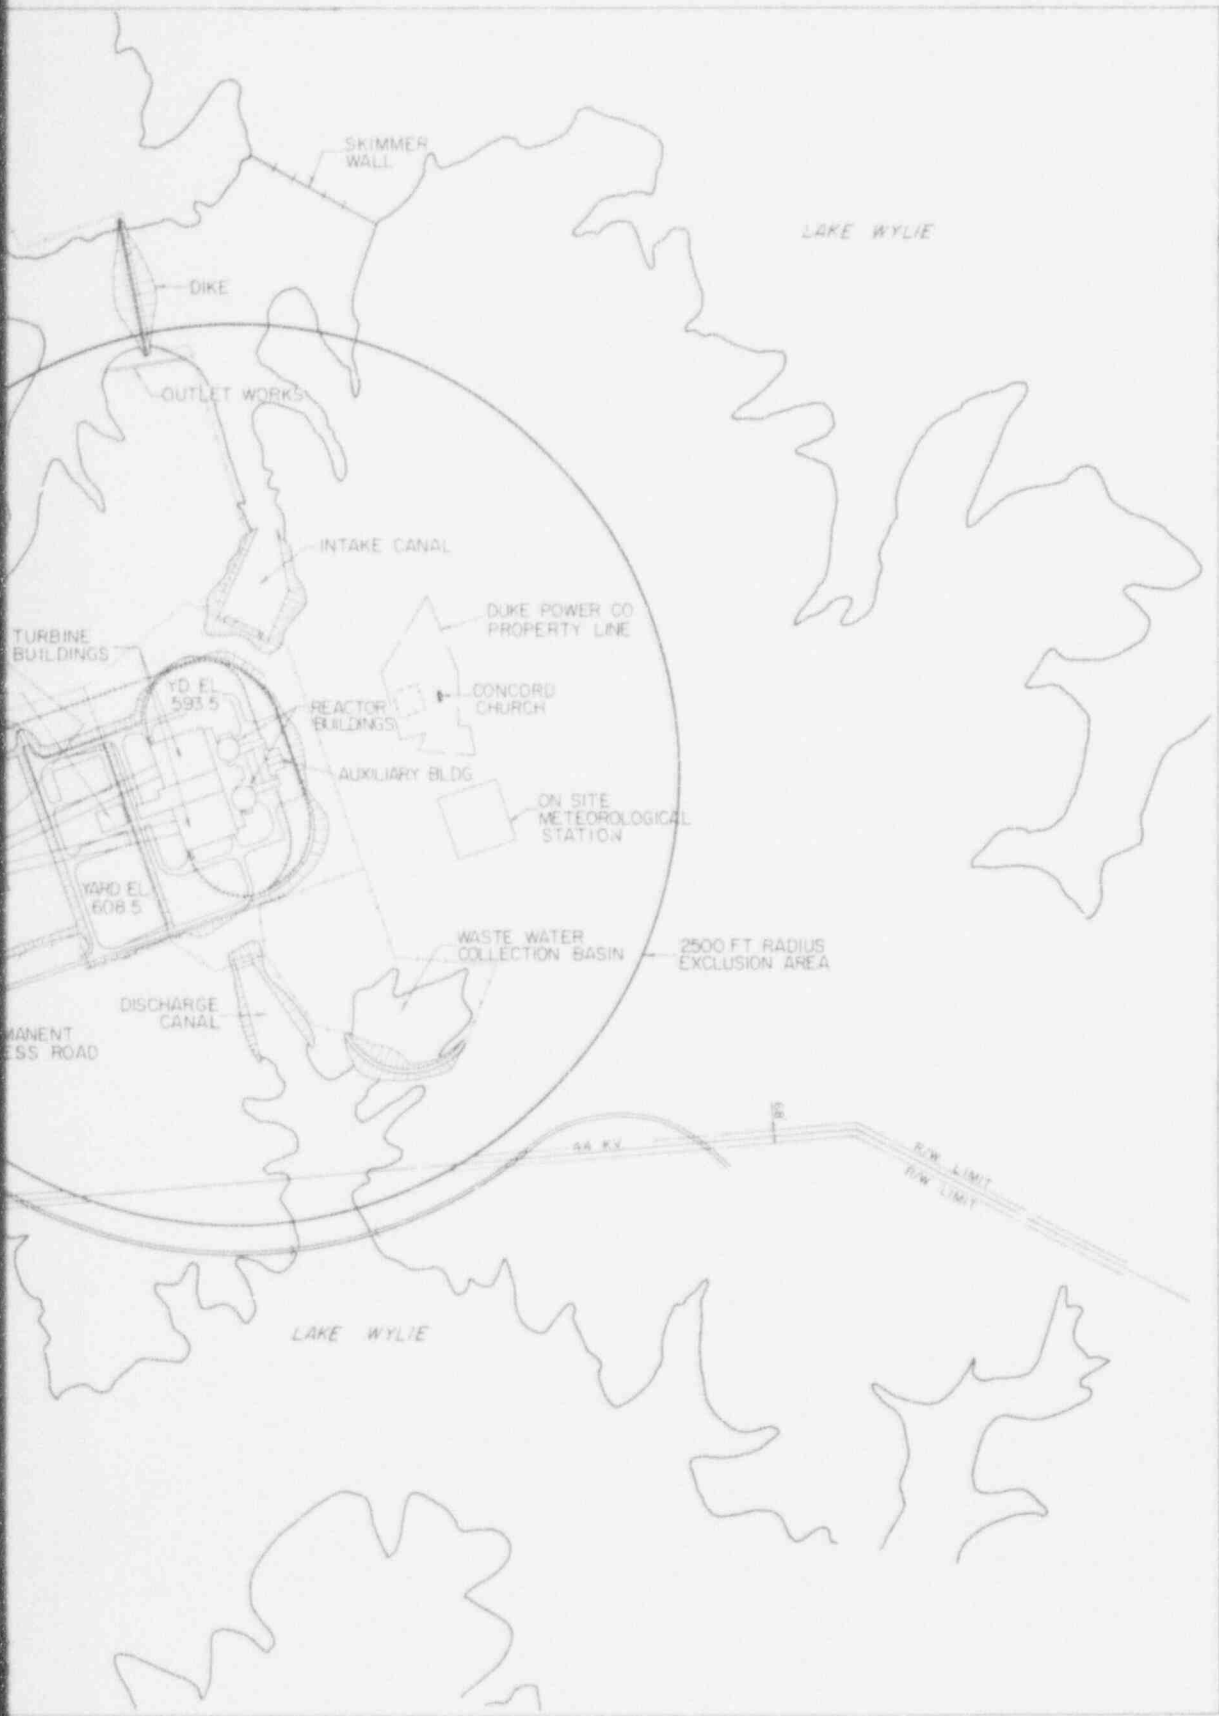 SKIMMER
WALL
LAKE WYLIE
DIKE
OUTLET WORKS
INTAKE CANAL
DUKE POWER CO
PROPERTY LINE
TURBINE
BUILDINGS
YD EL
593.5
REACTOR
BUILDINGS
CONCORD
CHURCH
AUXILIARY BLDG.
ON SITE
METEOROLOGICAL
STATION
YARD EL
608.5
WASTE WATER
COLLECTION BASIN
2500 FT RADIUS
EXCLUSION AREA
DISCHARGE
CANAL
MANENT
ESS ROAD
44 KV
R/W LIMIT
R/W LIMIT
LAKE WYLIE